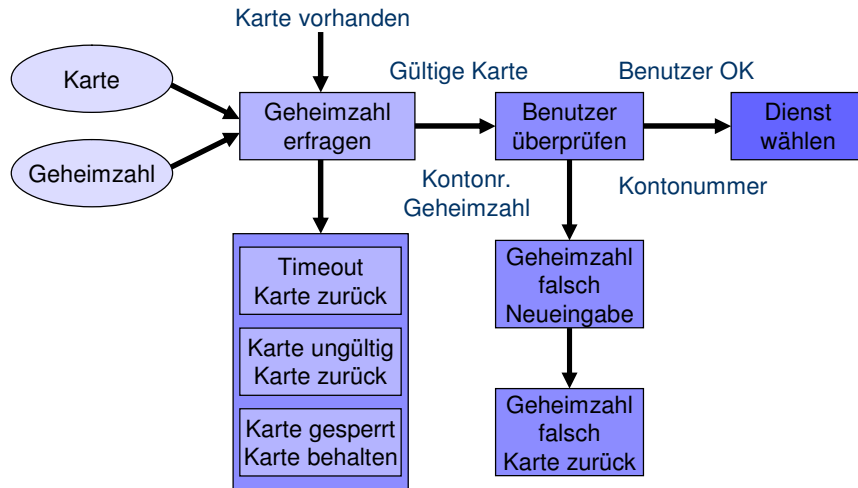 Karte vorhanden
Karte
Geheimzahl
Geheimzahl
erfragen
Gültige Karte
Kontonr.
Geheimzahl
Benutzer
überprüfen
Benutzer OK
Kontonummer
Dienst
wählen
Timeout
Karte zurück
Karte ungültig
Karte zurück
Karte gesperrt
Karte behalten
Geheimzahl
falsch
Neueingabe
Geheimzahl
falsch
Karte zurück